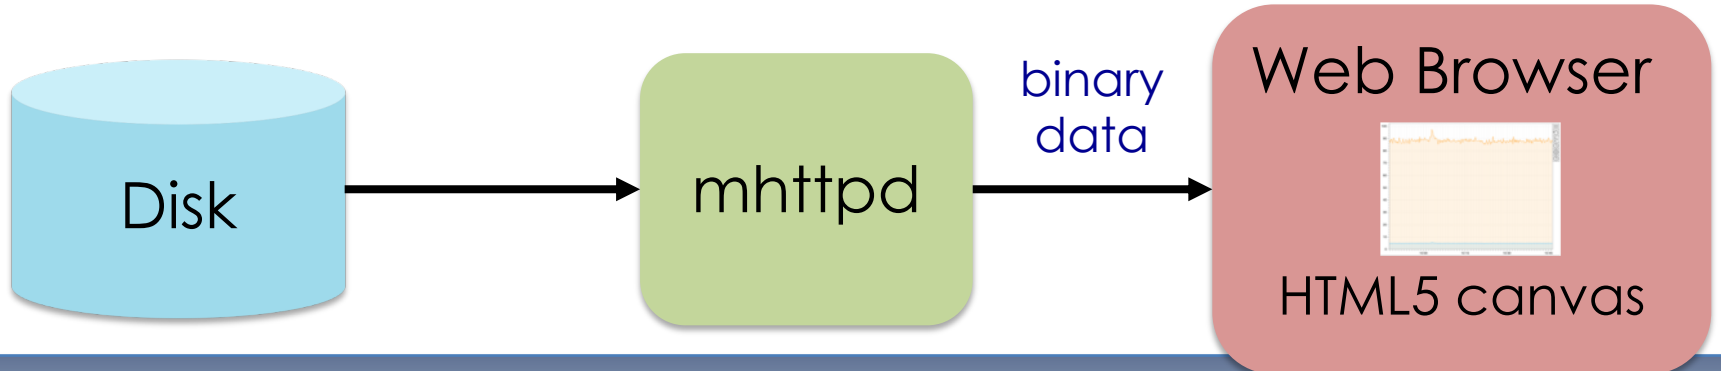 Disk
mhttpd
binary
data
Web Browser
HTML5 canvas